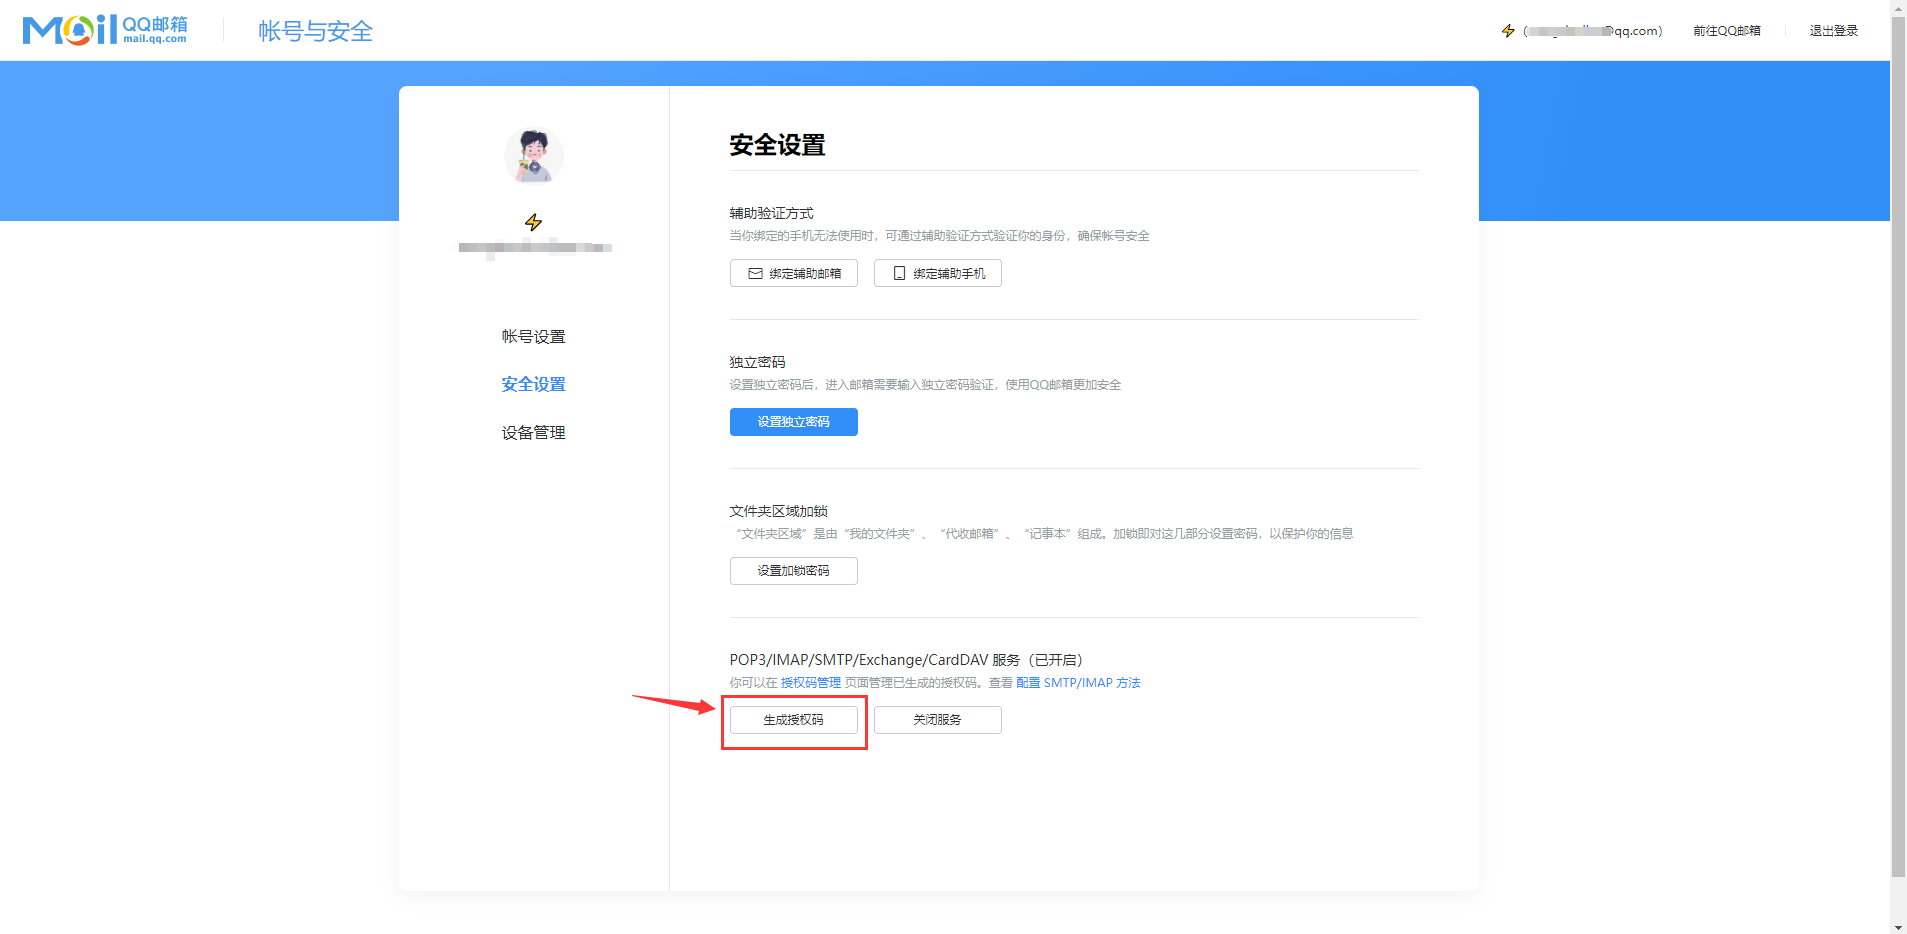 Mail QQ邮箱
mail.qq.com
帐号与安全
@qq.com)
前往QQ邮箱
退出登录
安全设置
辅助验证方式
当你绑定的手机无法使用时，可通过辅助验证方式验证你的身份，确保帐号安全
绑定辅助邮箱
绑定辅助手机
帐号设置
安全设置
设备管理
独立密码
设置独立密码后，进入邮箱需要输入独立密码验证，使用QQ邮箱更加安全
设置独立密码
文件夹区域加锁
“文件夹区域”是由“我的文件夹”、“代收邮箱”、“记事本”组成。加锁即对这几部分设置密码，以保护你的信息
设置加锁密码
POP3/IMAP/SMTP/Exchange/CardDAV 服务（已开启）
你可以在 授权码管理 页面管理已生成的授权码。查看 配置 SMTP/IMAP 方法
生成授权码
关闭服务